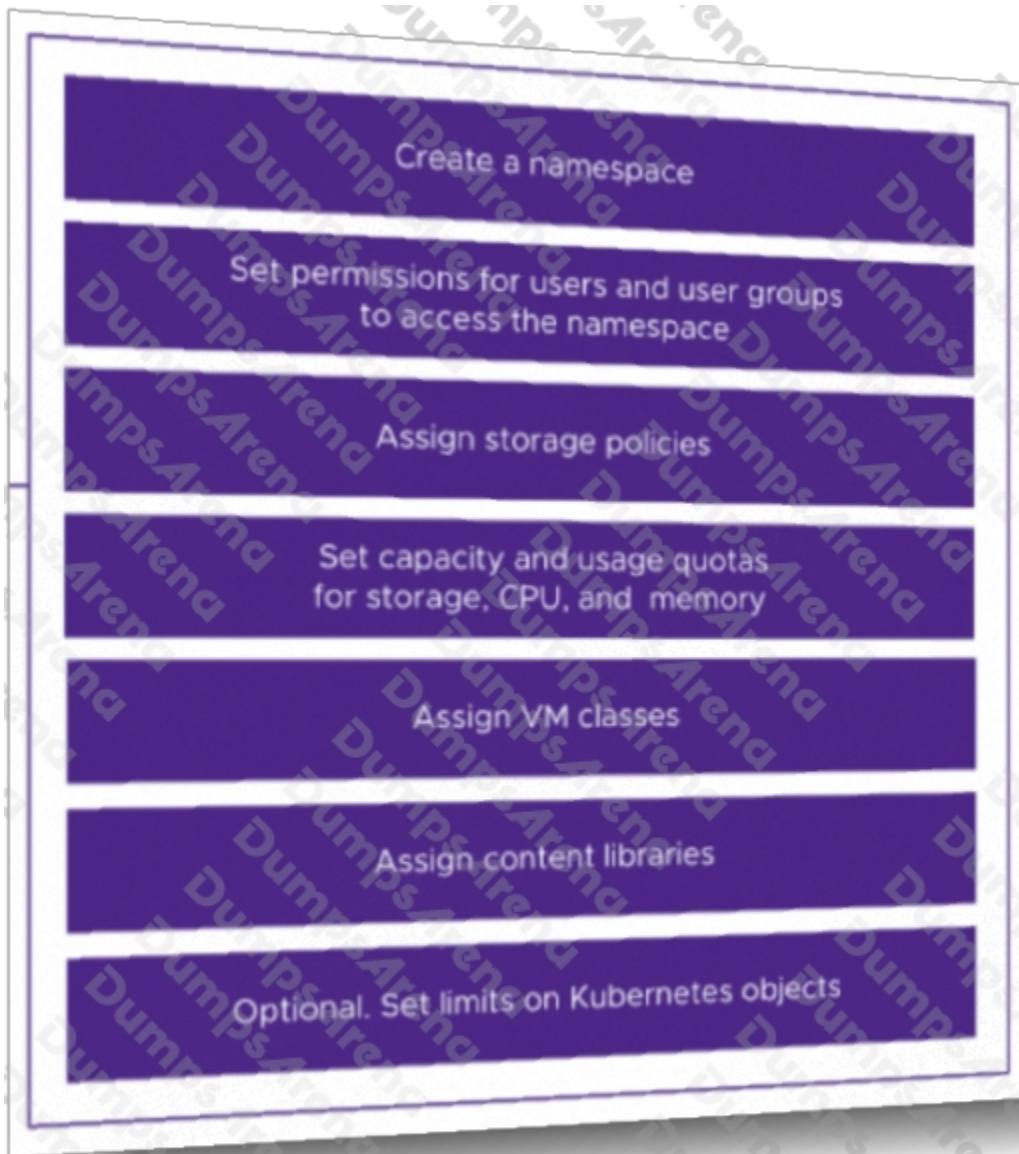 Create a namespace
Set permissions for users and user groups
to access the namespace
Assign storage policies
Set capacity and usage quotas
for storage, CPU, and memory
Assign VM classes
Assign content libraries
Optional. Set limits on Kubernetes objects
DumpsArena